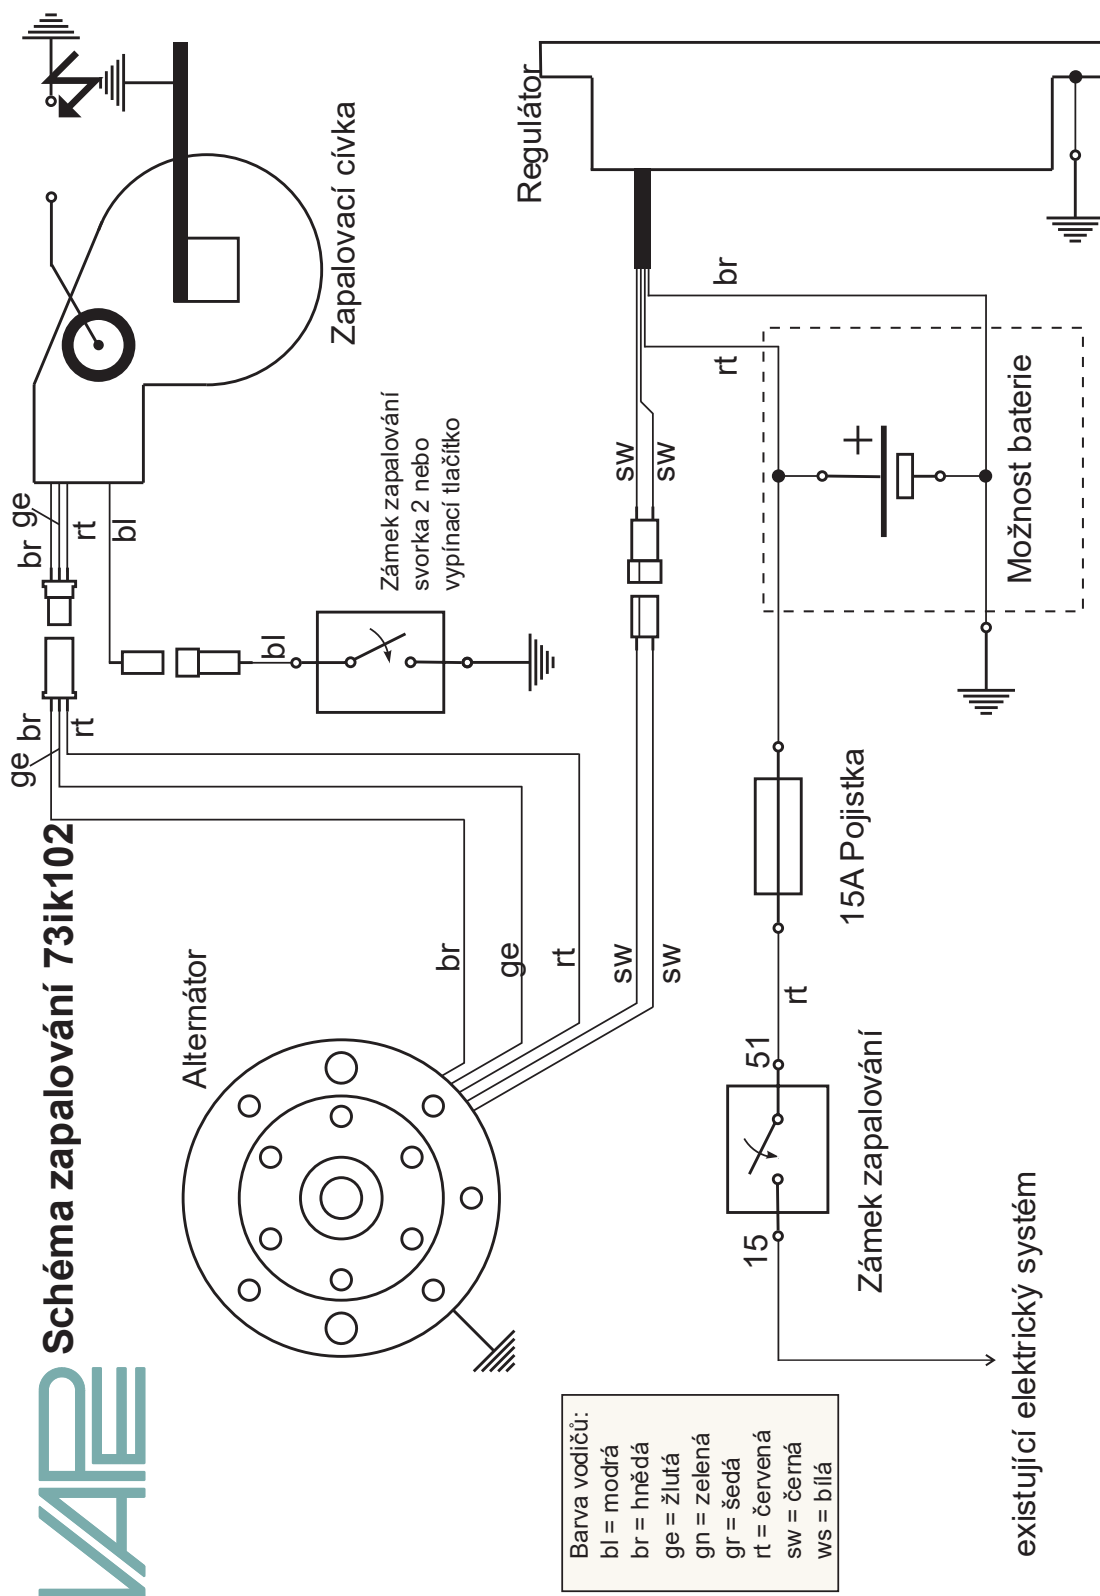 VAPE
Schéma zapalování 73ik102
Alternátor
br
ge
rt
sw
sw
ge
br
rt
br
ge
rt
bl
bl
Zapalovací cívka
Zámek zapalování
svorka 2 nebo
vypínací tlačítko
Regulátor
sw
sw
br
rt
Možnost baterie
15A Pojistka
rt
51
15
Zámek zapalování
existující elektrický systém
Barva vodičů:
bl = modrá
br = hnědá
ge = žlutá
gn = zelená
gr = šedá
rt = červená
sw = černá
ws = bílá